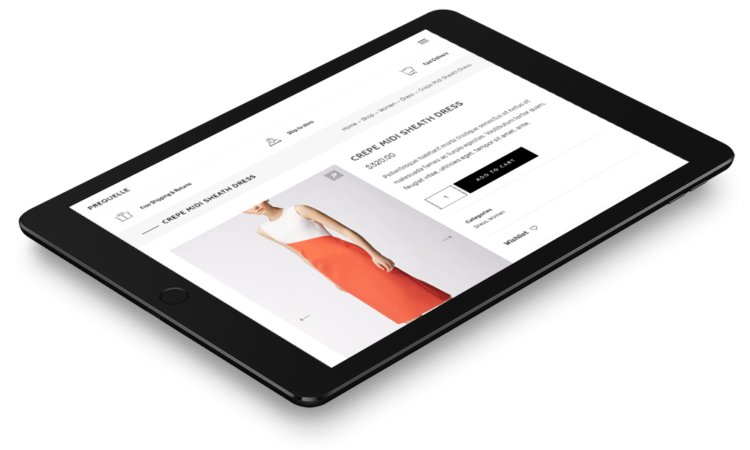 PREQUELLE
Free Shipping & Returns
Ship to store
Fast Delivery
CREPE MIDI SHEATH DRESS
Home – Shop – Women – Dress – Crepe Midi Sheath Dress
CREPE MIDI SHEATH DRESS
$320.00
Pellentesque habitant morbi tristique senectus et netus et
malesuada fames ac turpis egestas. Vestibulum tortor quam,
feugiat vitae, ultricies eget, tempor sit amet, ante.
1
ADD TO CART
Categories
Dress, Women
Wishlist